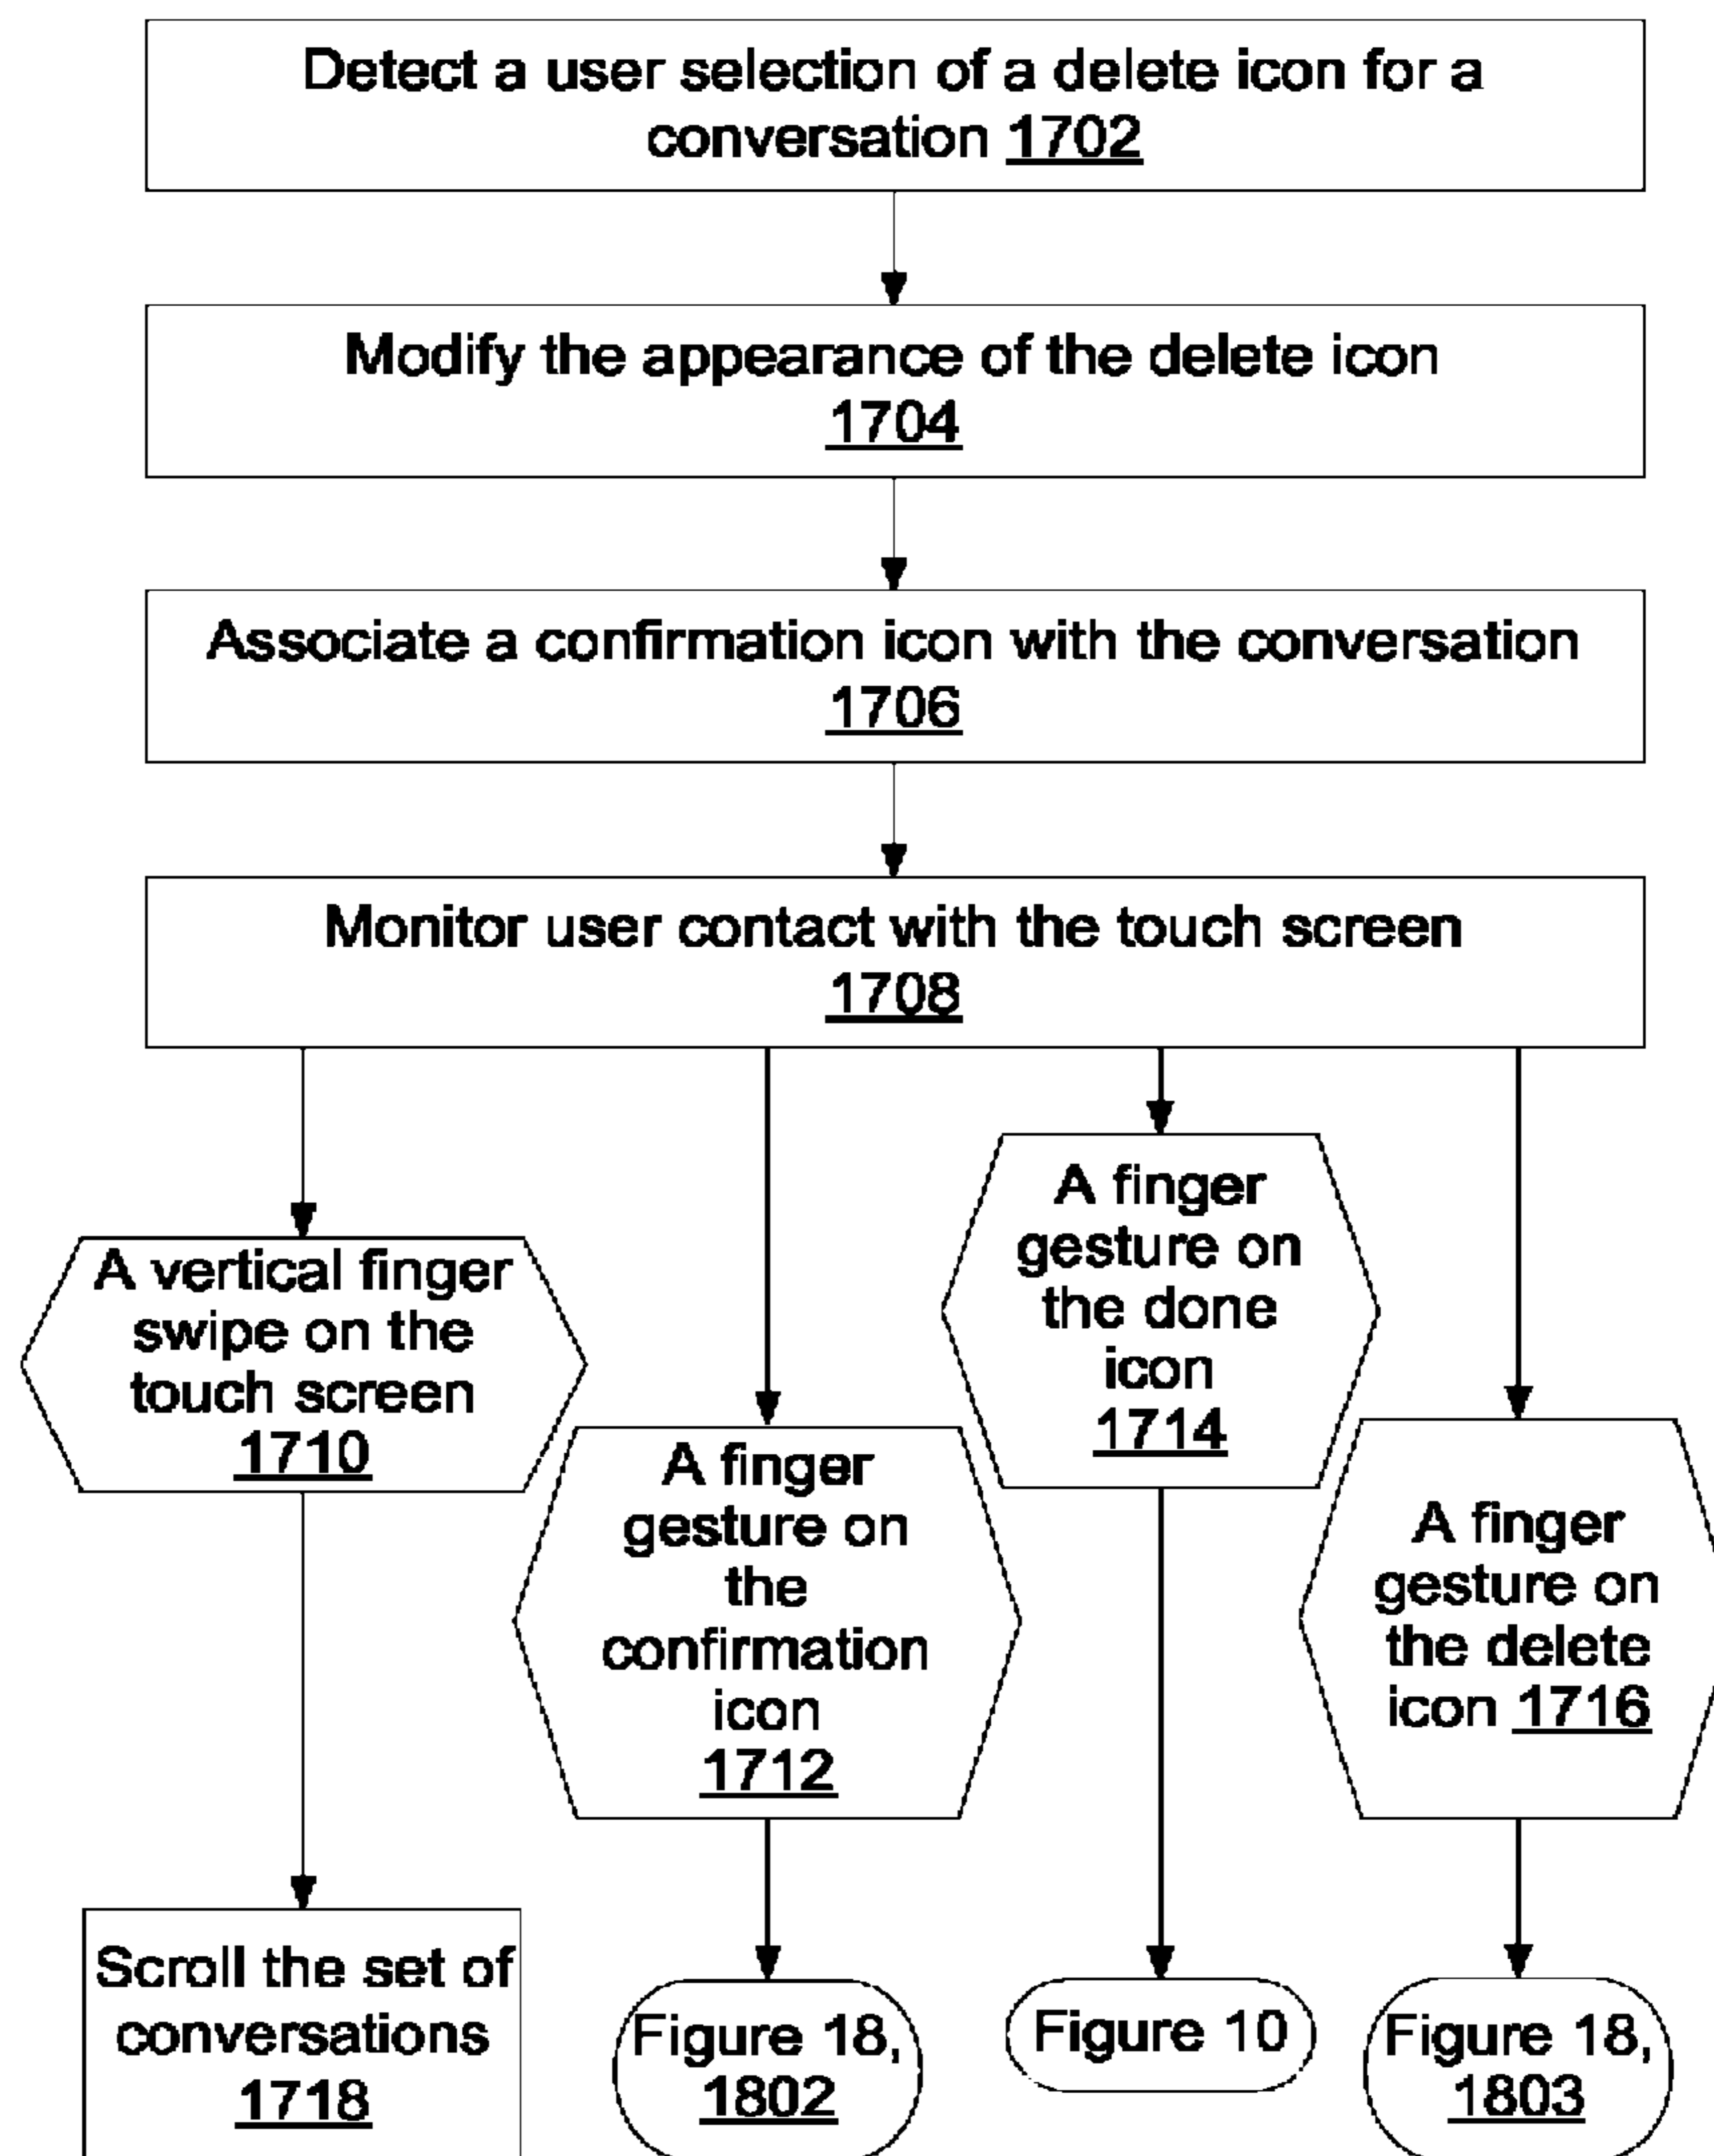 Detect a user selection of a delete icon for a
conversation 1702
Modify the appearance of the delete icon
1704
Associate a confirmation icon with the conversation
1706
Monitor user contact with the touch screen
1708
A vertical finger
swipe on the
touch screen
1710
A finger
gesture on
the
confirmation
icon
1712
A finger
gesture on
the done
icon
1714
A finger
gesture on
the delete
icon 1716
Scroll the set of
conversations
1718
Figure 18,
1802
Figure 10
Figure 18,
1803